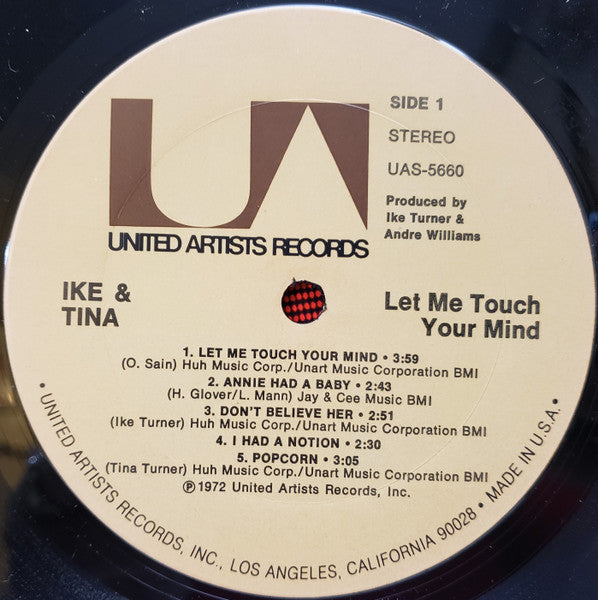 UA
UNITED ARTISTS RECORDS
SIDE 1
STEREO
UAS-5660
Produced by
Ike Turner &
Andre Williams
IKE &
TINA
Let Me Touch
Your Mind
1. LET ME TOUCH YOUR MIND • 3:59
(O. Sain) Huh Music Corp./Unart Music Corporation BMI
2. ANNIE HAD A BABY • 2:43
(H. Glover/L. Mann) Jay & Cee Music BMI
3. DON'T BELIEVE HER • 2:51
(Ike Turner) Huh Music Corp./Unart Music Corporation BMI
4. I HAD A NOTION • 2:30
5. POPCORN • 3:05
(Tina Turner) Huh Music Corp./Unart Music Corporation BMI
℗1972 United Artists Records, Inc.
• UNITED ARTISTS RECORDS, INC., LOS ANGELES, CALIFORNIA 90028 • MADE IN U.S.A. •